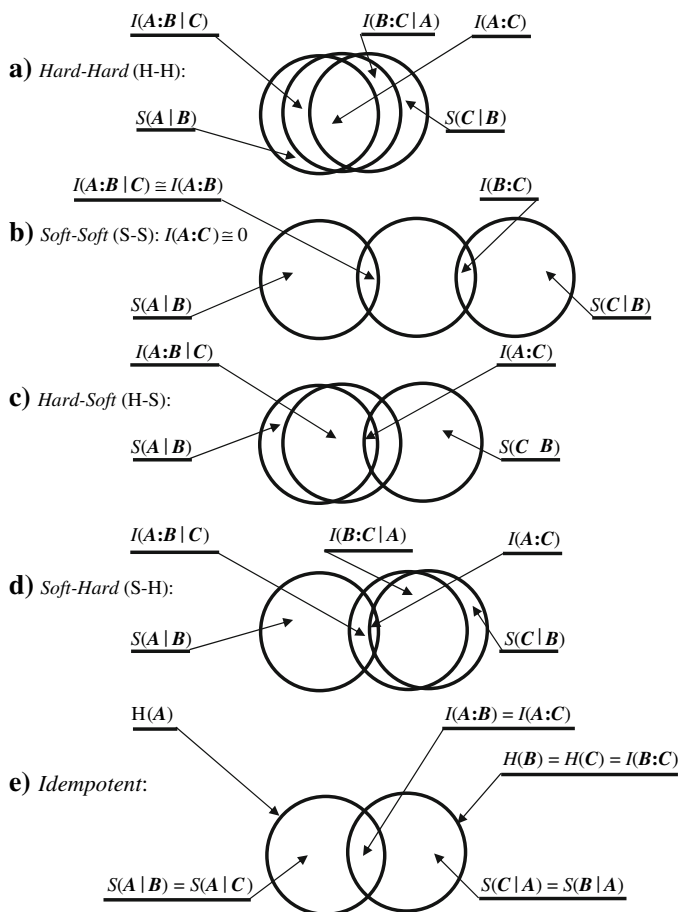 I(A:B | C) I(B:C | A) I(A:C)
a) Hard-Hard (H-H):
S(A | B) S(C | B)
I(A:B | C) ≅ I(A:B) I(B:C)
b) Soft-Soft (S-S): I(A:C) ≅ 0
S(A | B) S(C | B)
I(A:B | C) I(A:C)
c) Hard-Soft (H-S):
S(A | B) S(C B)
I(A:B | C) I(B:C | A) I(A:C)
d) Soft-Hard (S-H):
S(A | B) S(C | B)
H(A) I(A:B) = I(A:C)
H(B) = H(C) = I(B:C)
e) Idempotent:
S(A | B) = S(A | C) S(C | A) = S(B | A)